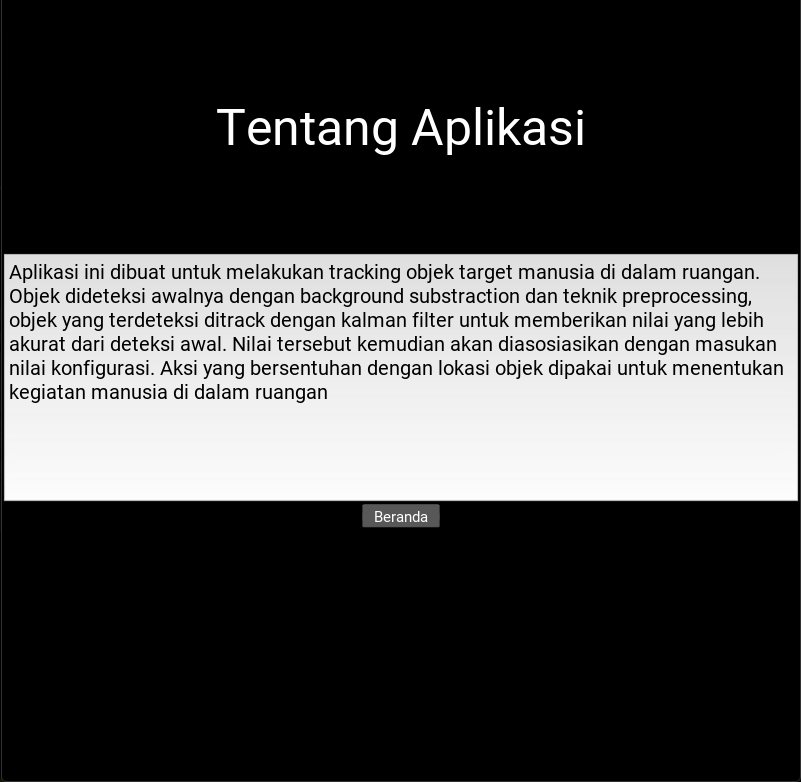 Tentang Aplikasi
Aplikasi ini dibuat untuk melakukan tracking objek target manusia di dalam ruangan.
Objek dideteksi awalnya dengan background substraction dan teknik preprocessing,
objek yang terdeteksi ditrack dengan kalman filter untuk memberikan nilai yang lebih
akurat dari deteksi awal. Nilai tersebut kemudian akan diasosiasikan dengan masukan
nilai konfigurasi. Aksi yang bersentuhan dengan lokasi objek dipakai untuk menentukan
kegiatan manusia di dalam ruangan
Beranda